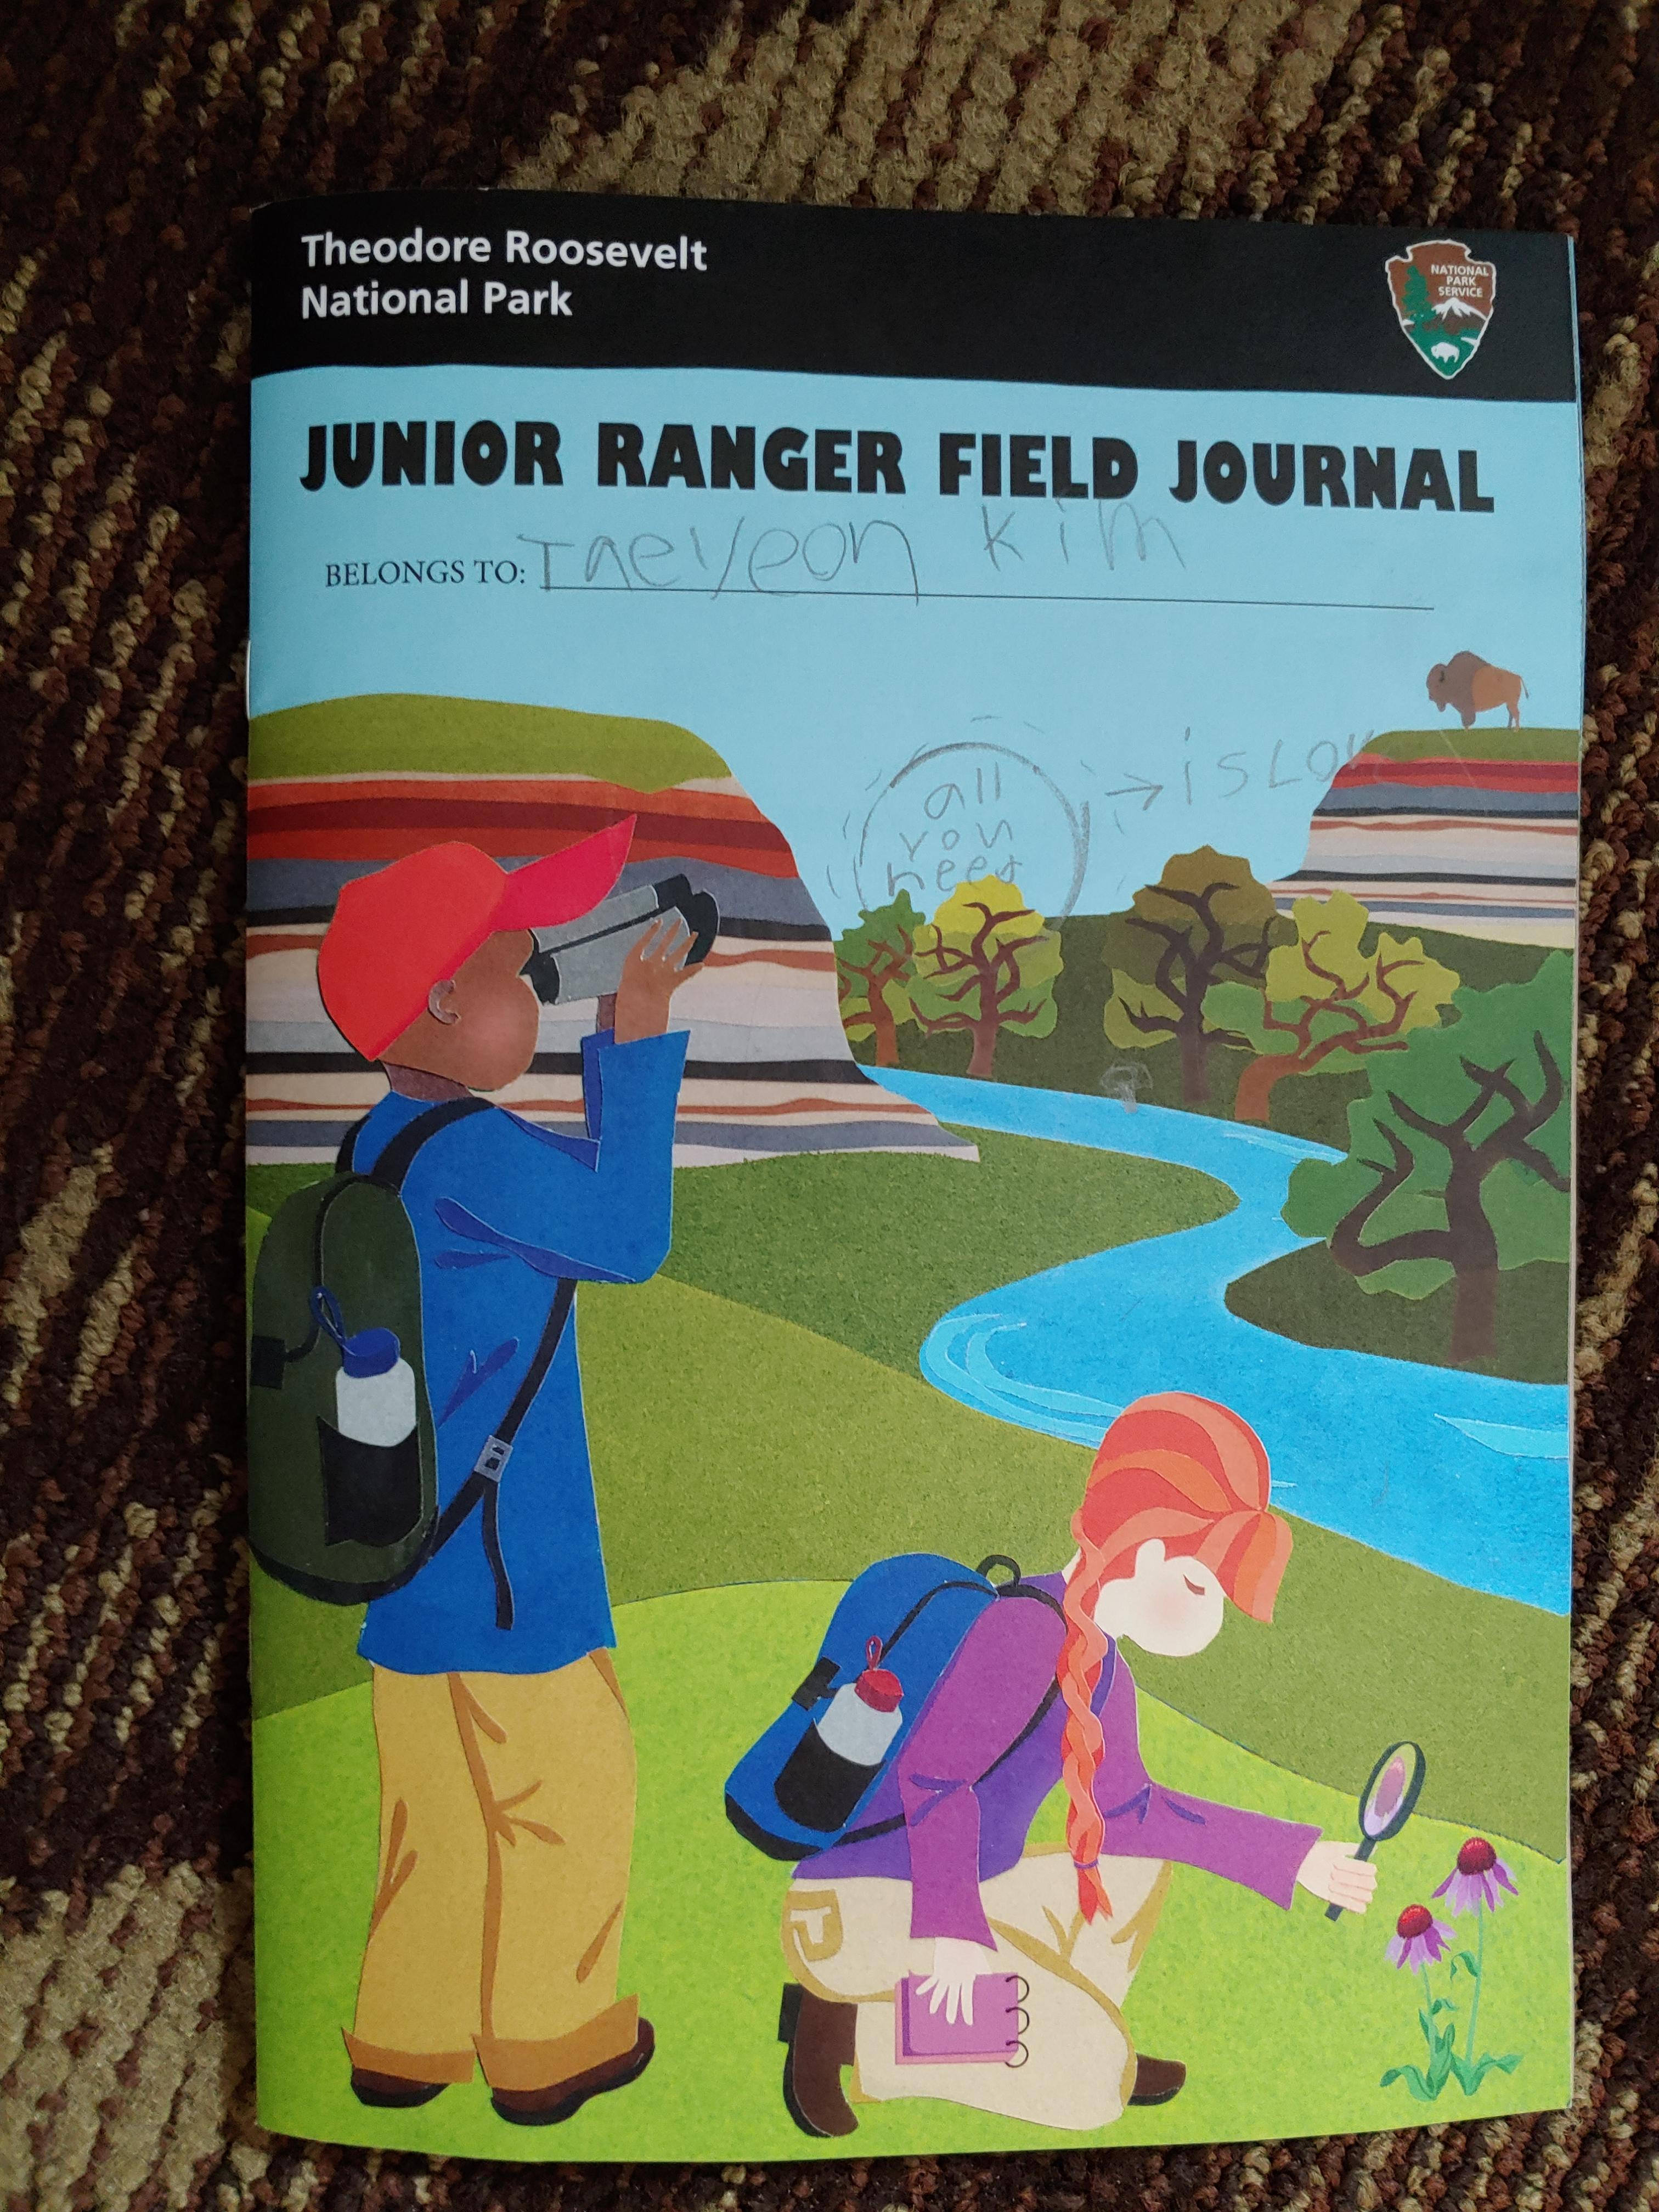 Theodore Roosevelt
National Park
NATIONAL
PARK
SERVICE
JUNIOR RANGER FIELD JOURNAL
BELONGS TO: Taeyeon Kim
all
you
need
→ is LOV